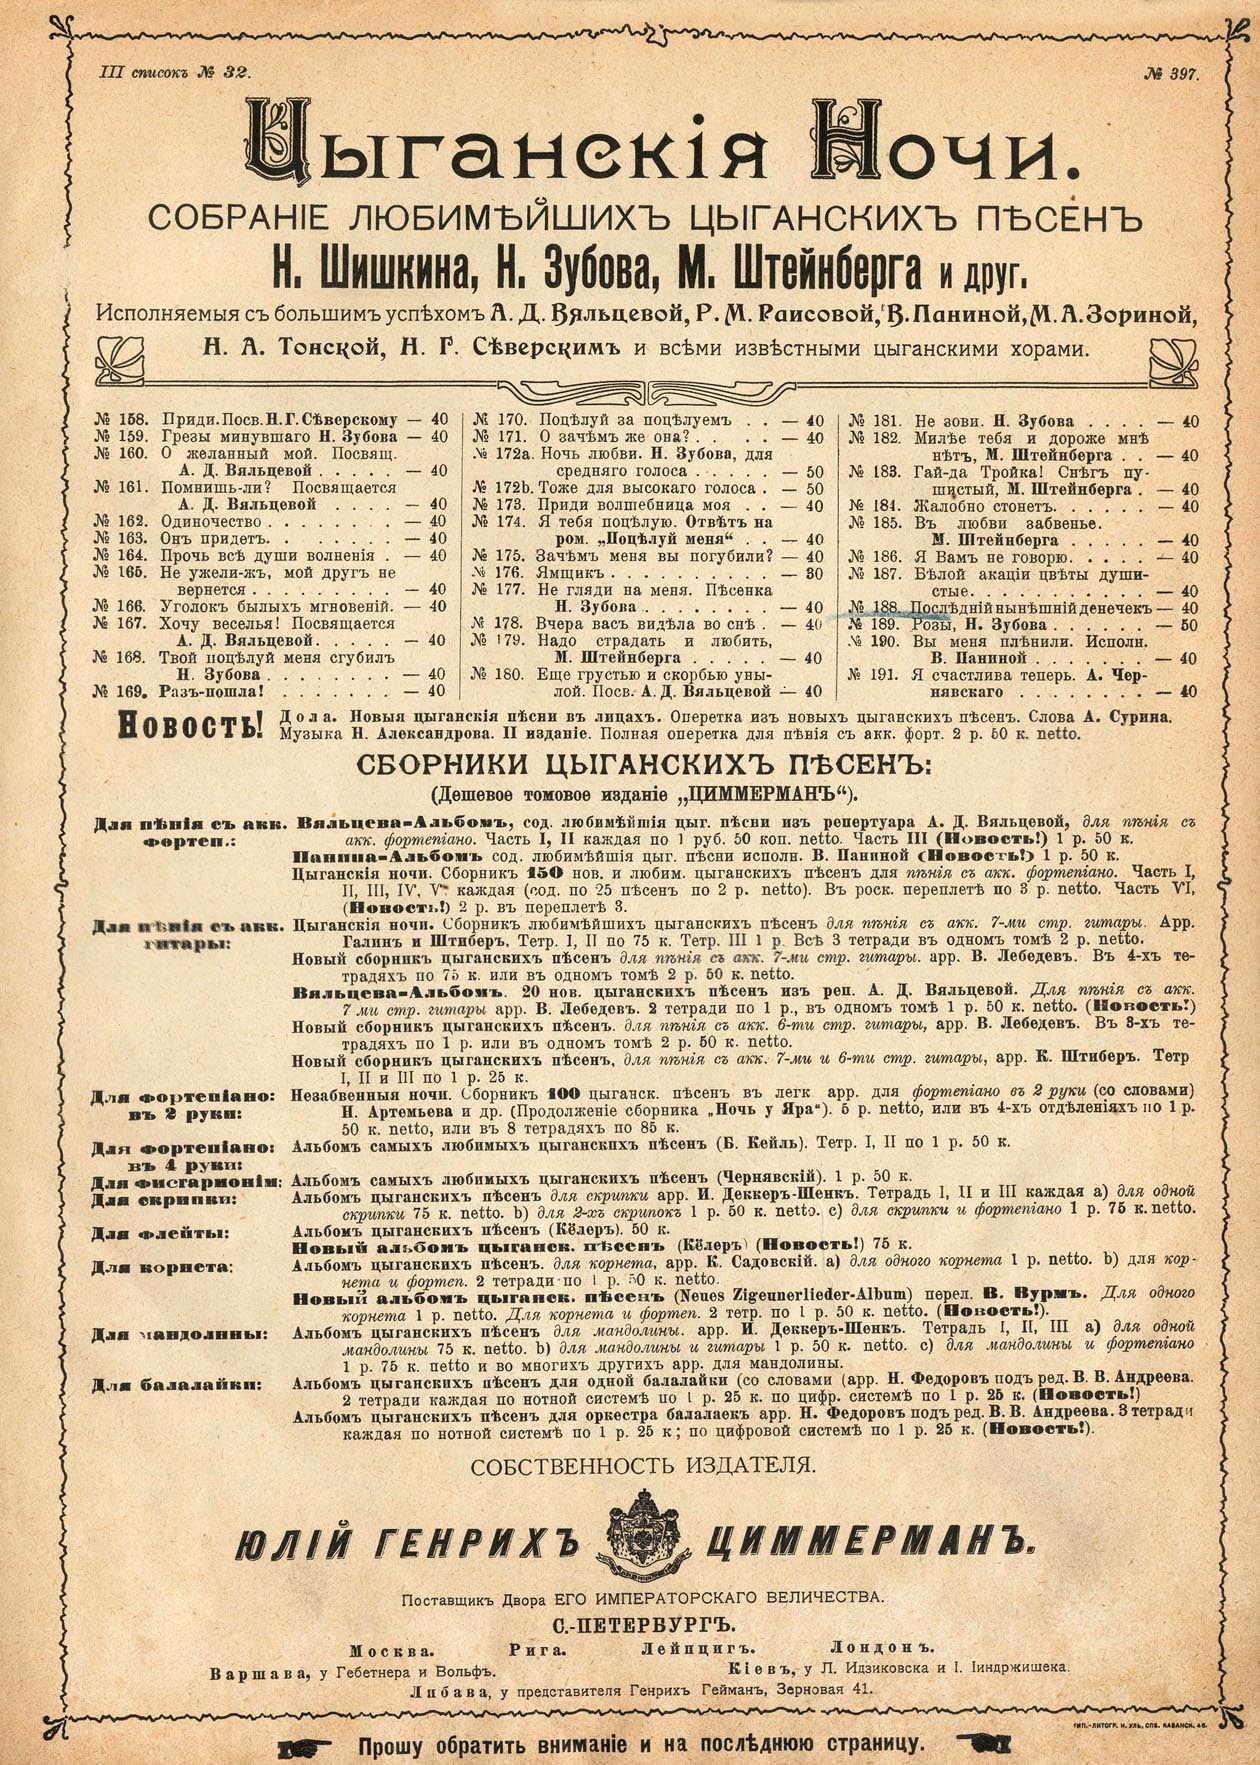 III списокъ № 32.
№ 397.
Цыганскія Ночи.
СОБРАНІЕ ЛЮБИМѢЙШИХЪ ЦЫГАНСКИХЪ ПѢСЕНЪ
Н. Шишкина, Н. Зубова, М. Штейнберга и друг.
Исполняемыя съ большимъ успѣхомъ А. Д. Вяльцевой, Р. М. Раисовой, В. Паниной, М. А. Зориной,
Н. А. Тонской, Н. Г. Сѣверскимъ и всѣми извѣстными цыганскими хорами.
№ 158. Приди. Посв. Н. Г. Сѣверскому — 40
№ 159. Грезы минувшаго Н. Зубова — 40
№ 160. О желанный мой. Посвящ.
А. Д. Вяльцевой . . . . . — 40
№ 161. Помнишь-ли? Посвящается
А. Д. Вяльцевой . . . . — 40
№ 162. Одиночество . . . . . . . . — 40
№ 163. Онъ придетъ. . . . . . . . — 40
№ 164. Прочь всѣ души волненія . — 40
№ 165. Не ужели-жъ, мой другъ не
вернется . . . . . . . . . — 40
№ 166. Уголокъ былыхъ мгновеній. — 40
№ 167. Хочу веселья! Посвящается
А. Д. Вяльцевой. . . . . — 40
№ 168. Твой поцѣлуй меня сгубилъ
Н. Зубова . . . . . . . . — 40
№ 169. Разъ-пошла! . . . . . . . — 40
№ 170. Поцѣлуй за поцѣлуемъ . . — 40
№ 171. О зачѣмъ же она? . . . . . — 40
№ 172a. Ночь любви. Н. Зубова, для
средняго голоса . . . . . — 50
№ 172b. Тоже для высокаго голоса . — 50
№ 173. Приди волшебница моя . . — 40
№ 174. Я тебя поцѣлую. Отвѣтъ на
ром. „Поцѣлуй меня“ . . — 40
№ 175. Зачѣмъ меня вы погубили? — 40
№ 176. Ямщикъ . . . . . . . . . . — 30
№ 177. Не гляди на меня. Пѣсенка
Н. Зубова . . . . . . . . — 40
№ 178. Вчера васъ видѣла во снѣ . — 40
№ 179. Надо страдать и любить,
М. Штейнберга . . . . . — 40
№ 180. Еще грустью и скорбью уны-
лой. Посв. А. Д. Вяльцевой — 40
№ 181. Не зови. Н. Зубова . . . . — 40
№ 182. Милѣе тебя и дороже мнѣ
нѣтъ, М. Штейнберга . . — 40
№ 183. Гай-да Тройка! Снѣгъ пу-
шистый, М. Штейнберга . — 40
№ 184. Жалобно стонетъ. . . . . . — 40
№ 185. Въ любви забвенье.
М. Штейнберга . . . . . — 40
№ 186. Я Вамъ не говорю. . . . . — 40
№ 187. Бѣлой акаціи цвѣты души-
стые. . . . . . . . . . . — 40
№ 188. Послѣдній нынѣшній денечекъ — 40
№ 189. Розы, Н. Зубова . . . . . . — 50
№ 190. Вы меня плѣнили. Исполн.
В. Паниной . . . . . . . — 40
№ 191. Я счастлива теперь. А. Чер-
нявскаго . . . . . . . . — 40
Новость! Дола. Новыя цыганскія пѣсни въ лицахъ. Оперетка изъ новыхъ цыганскихъ пѣсенъ. Слова А. Сурина.
Музыка Н. Александрова. II изданіе. Полная оперетка для пѣнія съ акк. форт. 2 р. 50 к. netto.
СБОРНИКИ ЦЫГАНСКИХЪ ПѢСЕНЪ:
(Дешевое томовое изданіе „ЦИММЕРМАНЪ“).
Для пѣнія съ акк. Вяльцева-Альбомъ, сод. любимѣйшія цыг. пѣсни изъ репертуара А. Д. Вяльцевой, для пѣнія съ
фортеп.: акк. фортепіано. Часть I, II каждая по 1 руб. 50 коп. netto. Часть III (Новость!) 1 р. 50 к.
Панина-Альбомъ сод. любимѣйшія цыг. пѣсни исполн. В. Паниной (Новость!) 1 р. 50 к.
Цыганскія ночи. Сборникъ 150 нов. и любим. цыганскихъ пѣсенъ для пѣнія съ акк. фортепіано. Часть I,
II, III, IV, V каждая (сод. по 25 пѣсенъ по 2 р. netto). Въ роск. переплетѣ по 3 р. netto. Часть VI,
(Новость!) 2 р. въ переплетѣ 3.
Для пѣнія съ акк. Цыганскія ночи. Сборникъ любимѣйшихъ цыганскихъ пѣсенъ для пѣнія съ акк. 7-ми стр. гитары. Арр.
гитары: Галинъ и Штиберъ. Тетр. I, II по 75 к. Тетр. III 1 р. Всѣ 3 тетради въ одномъ томѣ 2 р. netto.
Новый сборникъ цыганскихъ пѣсенъ для пѣнія съ акк. 7-ми стр. гитары. арр. В. Лебедевъ. Въ 4-хъ те-
традяхъ по 75 к. или въ одномъ томѣ 2 р. 50 к. netto.
Вяльцева-Альбомъ. 20 нов. цыганскихъ пѣсенъ изъ реп. А. Д. Вяльцевой. Для пѣнія съ акк.
7 ми стр. гитары арр. В. Лебедевъ. 2 тетради по 1 р., въ одномъ томѣ 1 р. 50 к. netto. (Новость!)
Новый сборникъ цыганскихъ пѣсенъ. для пѣнія съ акк. 6-ти стр. гитары, арр. В. Лебедевъ. Въ 3-хъ те-
традяхъ по 1 р. или въ одномъ томѣ 2 р. 50 к. netto.
Новый сборникъ цыганскихъ пѣсенъ, для пѣнія съ акк. 7-ми и 6-ти стр. гитары, арр. К. Штиберъ. Тетр
I, II и III по 1 р. 25 к.
Для фортепіано: Незабвенныя ночи. Сборникъ 100 цыганск. пѣсенъ въ легк арр. для фортепіано въ 2 руки (со словами)
въ 2 руки: Н. Артемьева и др. (Продолженіе сборника „Ночь у Яра“). 5 р. netto, или въ 4-хъ отдѣленіяхъ по 1 р.
50 к. netto, или въ 8 тетрадяхъ по 85 к.
Для фортепіано: Альбомъ самыхъ любимыхъ цыганскихъ пѣсенъ (Б. Кейль). Тетр. I, II по 1 р. 50 к.
въ 4 руки:
Для фисгармоніи: Альбомъ самыхъ любимыхъ цыганскихъ пѣсенъ (Чернявскій). 1 р. 50 к.
Для скрипки: Альбомъ цыганскихъ пѣсенъ для скрипки арр. И. Деккеръ-Шенкъ. Тетрадь I, II и III каждая a) для одной
скрипки 75 к. netto. b) для 2-хъ скрипокъ 1 р. 50 к. netto. c) для скрипки и фортепіано 1 р. 75 к. netto.
Для флейты: Альбомъ цыганскихъ пѣсенъ (Кёлеръ). 50 к.
Новый альбомъ цыганск. пѣсенъ (Кёлеръ) (Новость!) 75 к.
Для корнета: Альбомъ цыганскихъ пѣсенъ. для корнета, арр. К. Садовскій. a) для одного корнета 1 р. netto. b) для кор-
нета и фортеп. 2 тетради по 1 р. 50 к. netto.
Новый альбомъ цыганск. пѣсенъ (Neues Zigeunerlieder-Album) перел. В. Вурмъ. Для одного
корнета 1 р. netto. Для корнета и фортеп. 2 тетр. по 1 р. 50 к. netto. (Новость!).
Для мандолины: Альбомъ цыганскихъ пѣсенъ для мандолины. арр. И. Деккеръ-Шенкъ. Тетрадь I, II, III a) для одной
мандолины 75 к. netto. b) для мандолины и гитары 1 р. 50 к. netto. c) для мандолины и фортепіано
1 р. 75 к. netto и во многихъ другихъ арр. для мандолины.
Для балалайки: Альбомъ цыганскихъ пѣсенъ для одной балалайки (со словами (арр. Н. Федоровъ подъ ред. В. В. Андреева.
2 тетради каждая по нотной системѣ по 1 р. 25 к. по цифр. системѣ по 1 р. 25 к. (Новость!)
Альбомъ цыганскихъ пѣсенъ для оркестра балалаекъ арр. Н. Федоровъ подъ ред. В. В. Андреева. 3 тетради
каждая по нотной системѣ по 1 р. 25 к; по цифровой системѣ по 1 р. 25 к. (Новость!).
СОБСТВЕННОСТЬ ИЗДАТЕЛЯ.
ЮЛІЙ ГЕНРИХЪ ЦИММЕРМАНЪ.
Поставщикъ Двора ЕГО ИМПЕРАТОРСКАГО ВЕЛИЧЕСТВА.
С.-ПЕТЕРБУРГЪ.
Москва. Рига. Лейпцигъ. Лондонъ.
Варшава, у Гебетнера и Вольфъ. Кіевъ, у Л. Идзиковска и І. Індржишека.
Либава, у представителя Генрихъ Гейманъ, Зерновая 41.
ТИП.-ЛИТОГР. Н. УЛЬ, СПБ. КАЗАНСК. 46.
Прошу обратить вниманіе и на послѣднюю страницу.